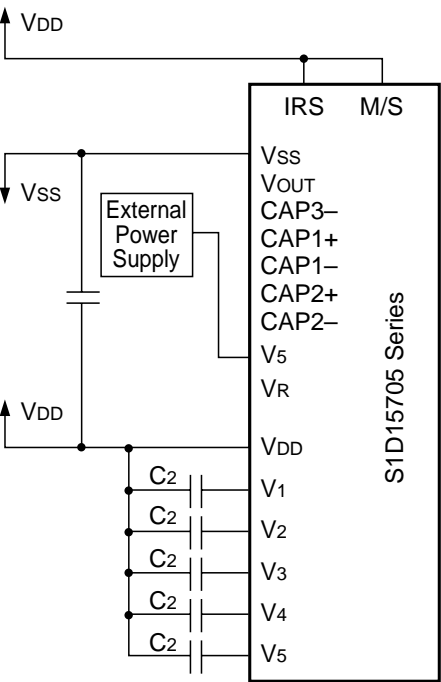 VDD
IRS M/S
VSS
VSS
VOUT
CAP3–
External
Power
Supply
CAP1+
CAP1–
CAP2+
CAP2–
V5
VR
S1D15705 Series
VDD
VDD
C2
V1
C2
V2
C2
V3
C2
V4
C2
V5